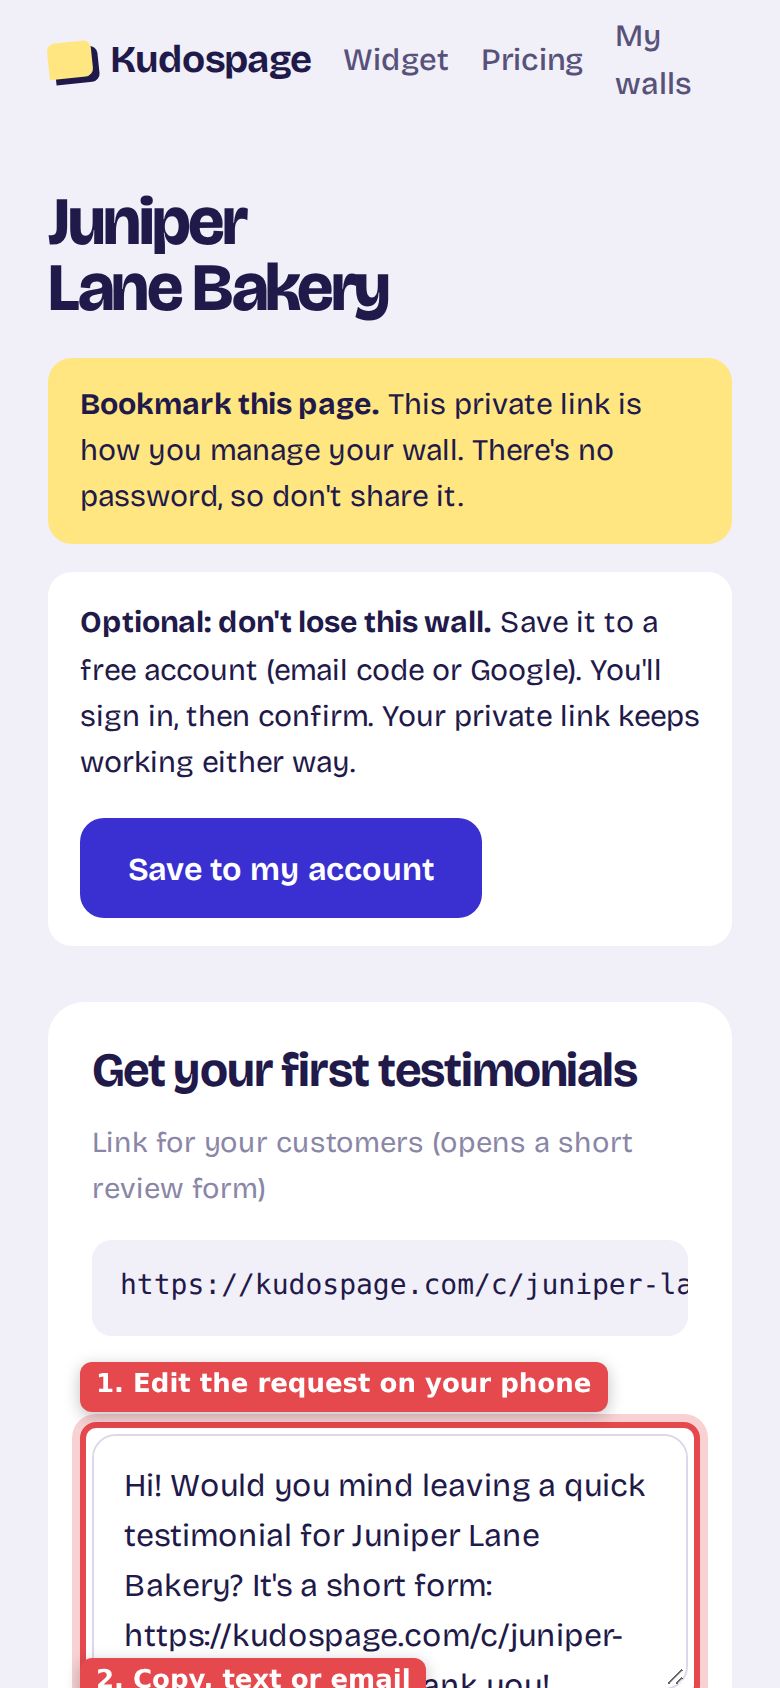 Kudospage Widget Pricing My walls
Juniper
Lane Bakery
Bookmark this page. This private link is
how you manage your wall. There's no
password, so don't share it.
Optional: don't lose this wall. Save it to a
free account (email code or Google). You'll
sign in, then confirm. Your private link keeps
working either way.
Save to my account
Get your first testimonials
Link for your customers (opens a short
review form)
https://kudospage.com/c/juniper-la
1. Edit the request on your phone
Hi! Would you mind leaving a quick
testimonial for Juniper Lane
Bakery? It's a short form:
https://kudospage.com/c/juniper-
2. Copy, text or email
ank you!